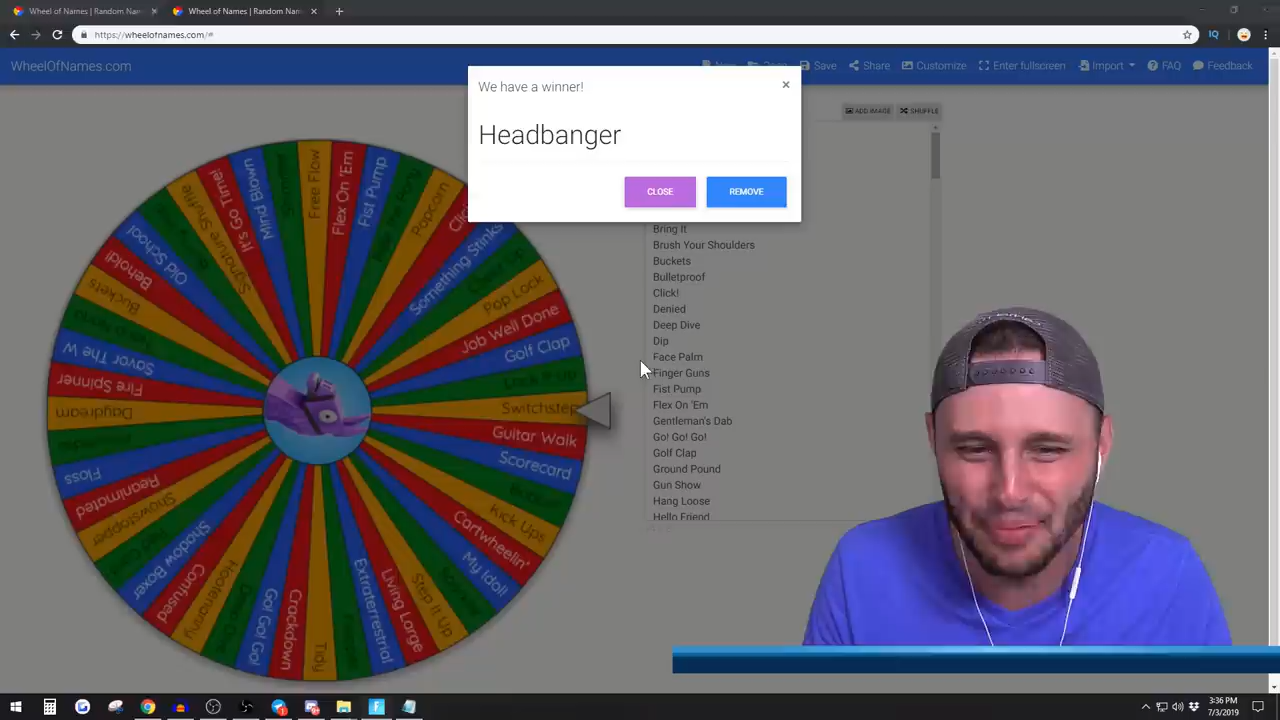 Wheel of Names | Random Nam
Wheel of Names | Random Nam
https://wheelofnames.com/#
WheelOfNames.com
New
Open
Save
Share
Customize
Enter fullscreen
Import
FAQ
Feedback
We have a winner!
×
Headbanger
CLOSE
REMOVE
ADD IMAGE
SHUFFLE
Bring It!
Brush Your Shoulders
Buckets
Bulletproof
Click!
Denied
Deep Dive
Dip
Face Palm
Finger Guns
Fist Pump
Flex On 'Em
Gentleman's Dab
Go! Go! Go!
Golf Clap
Ground Pound
Gun Show
Hang Loose
Hello Friend
Free Flow
Flex On 'Em
Fist Pump
Popcorn
Something Stinks
Pop Lock
Job Well Done
Golf Clap
Switchstep
Guitar Walk
Scorecard
Kick Ups
Cartwheelin'
My Idol!
Step It Up
Living Large
Extraterrestrial
Tidy
Crackdown
Go! Go! Go!
Hootenanny
Confused
Shadow Boxer
Showstopper
Reanimated
Floss
Daydream
Fire Spinner
Savor The W
Buckets
Behold!
Old School
Signature Shuffle
It's Go Time!
Mind Blown
3:36 PM
7/3/2019